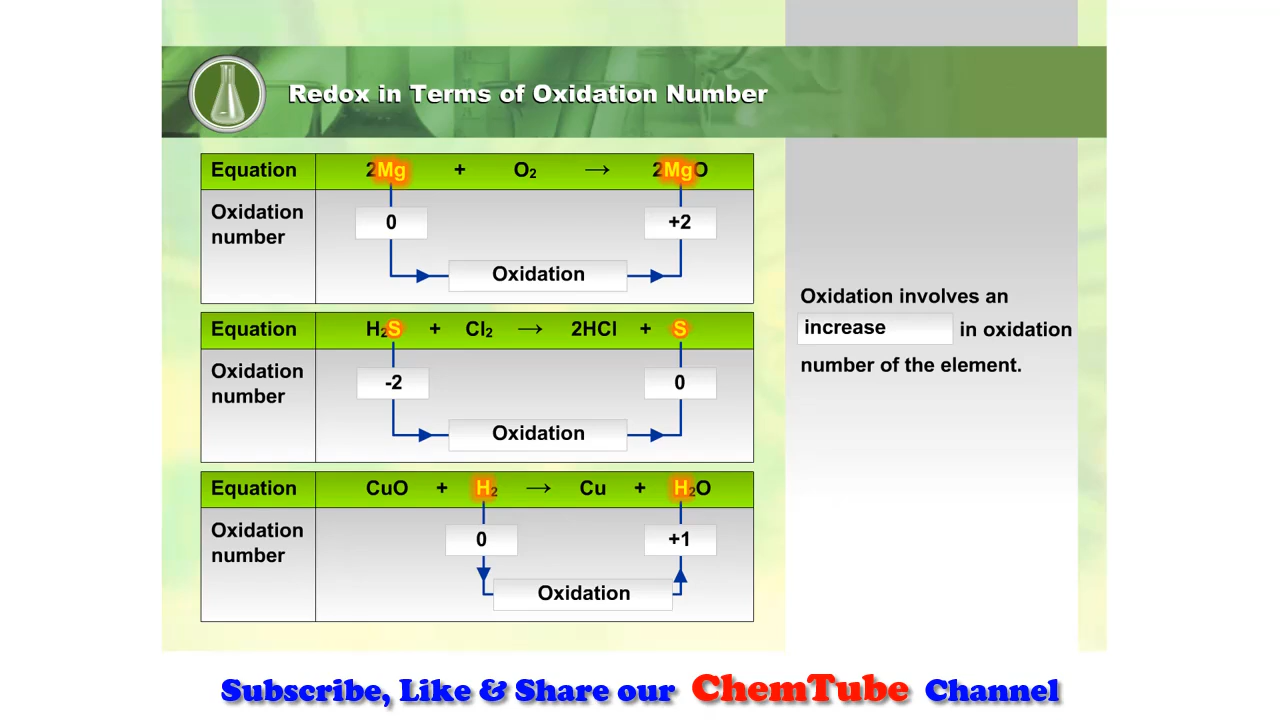 Redox in Terms of Oxidation Number
Equation 2Mg + O₂ → 2MgO
Oxidation number 0 +2
Oxidation
Equation H₂S + Cl₂ → 2HCl + S
Oxidation number -2 0
Oxidation
Equation CuO + H₂ → Cu + H₂O
Oxidation number 0 +1
Oxidation
Oxidation involves an
increase in oxidation
number of the element.
Subscribe, Like & Share our ChemTube Channel